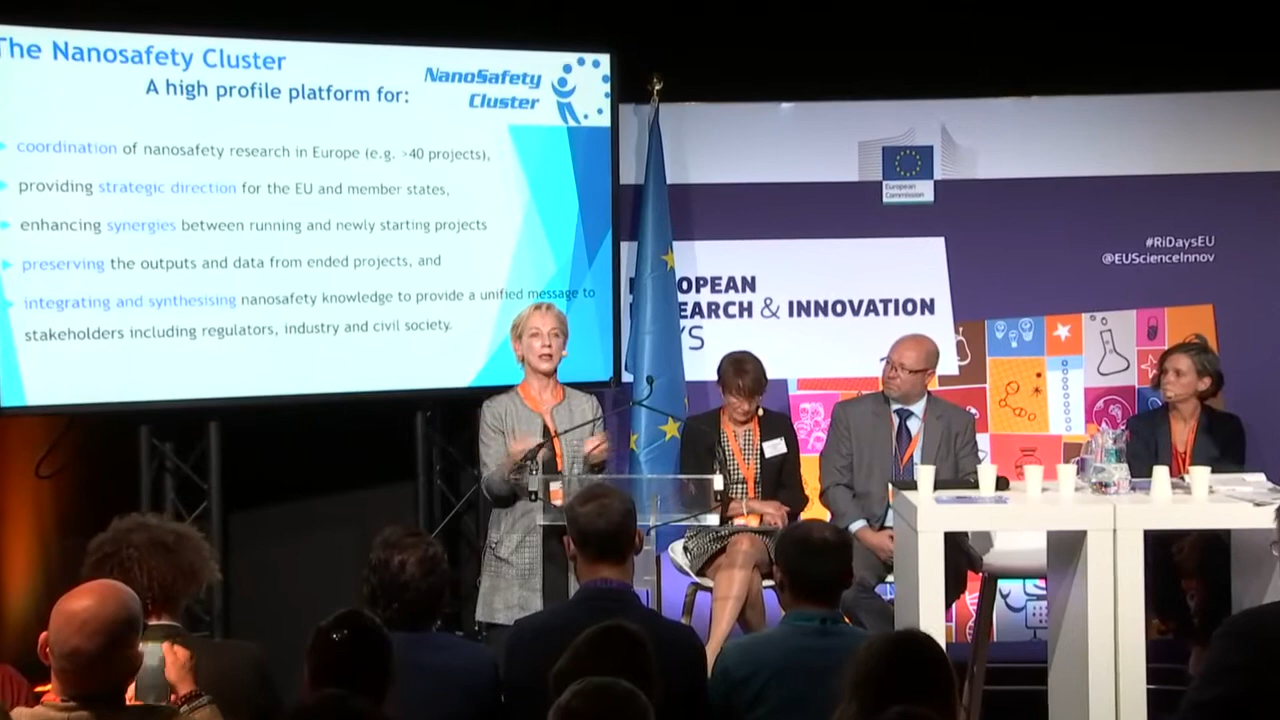 The Nanosafety Cluster
A high profile platform for:
NanoSafety
Cluster
coordination of nanosafety research in Europe (e.g. >40 projects),
providing strategic direction for the EU and member states,
enhancing synergies between running and newly starting projects
preserving the outputs and data from ended projects, and
integrating and synthesising nanosafety knowledge to provide a unified message to
stakeholders including regulators, industry and civil society.
European
Commission
#RiDaysEU
@EUScienceInnov
OPEAN
EARCH & INNOVATION
YS